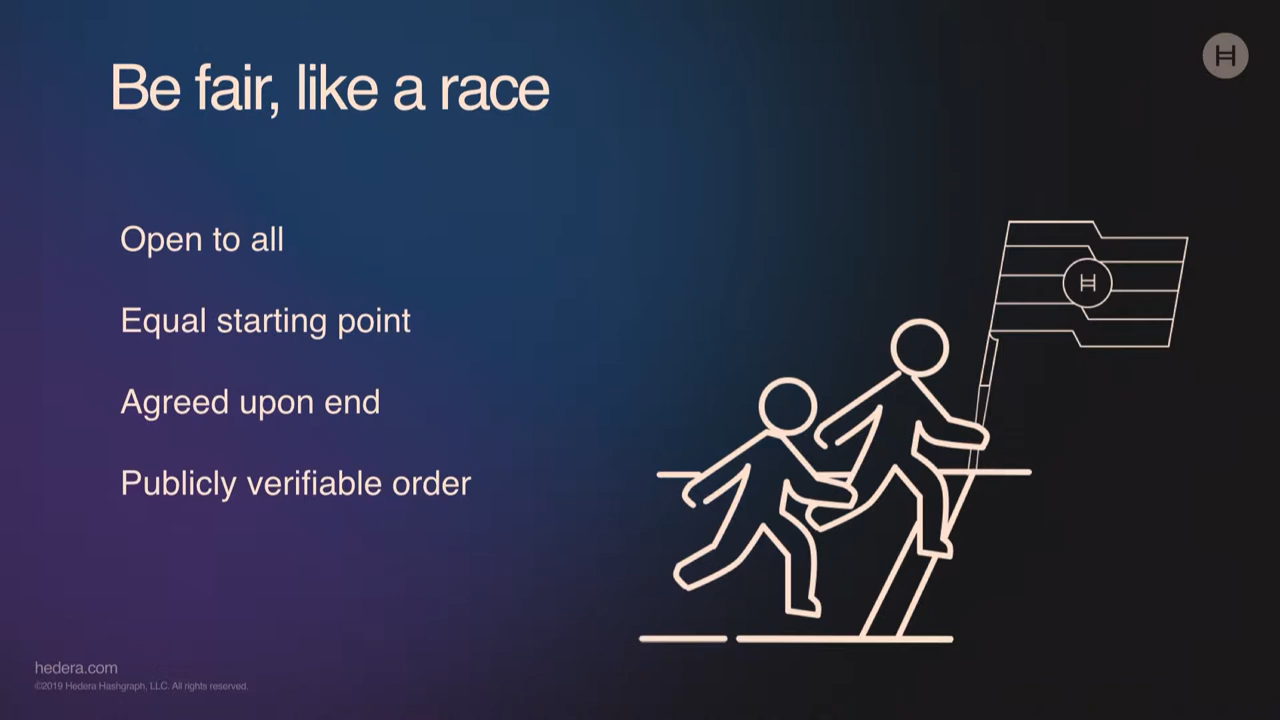 Be fair, like a race
Open to all
Equal starting point
Agreed upon end
Publicly verifiable order
hedera.com
©2019 Hedera Hashgraph, LLC. All rights reserved.